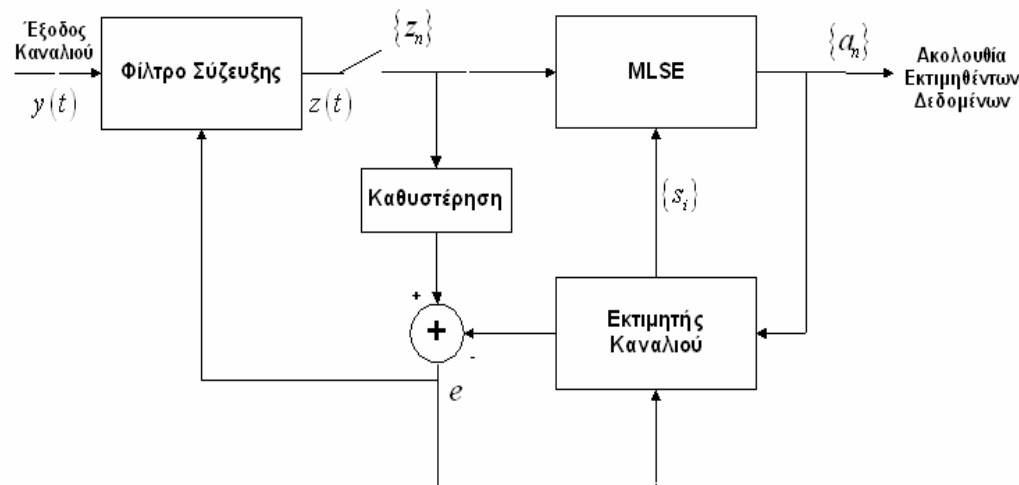 Έξοδος
Καναλιού
y(t)
Φίλτρο Σύζευξης
z(t)
{z_n}
MLSE
{a_n}
Ακολουθία
Εκτιμηθέντων
Δεδομένων
Καθυστέρηση
{s_i}
+
+
-
e
Εκτιμητής
Καναλιού